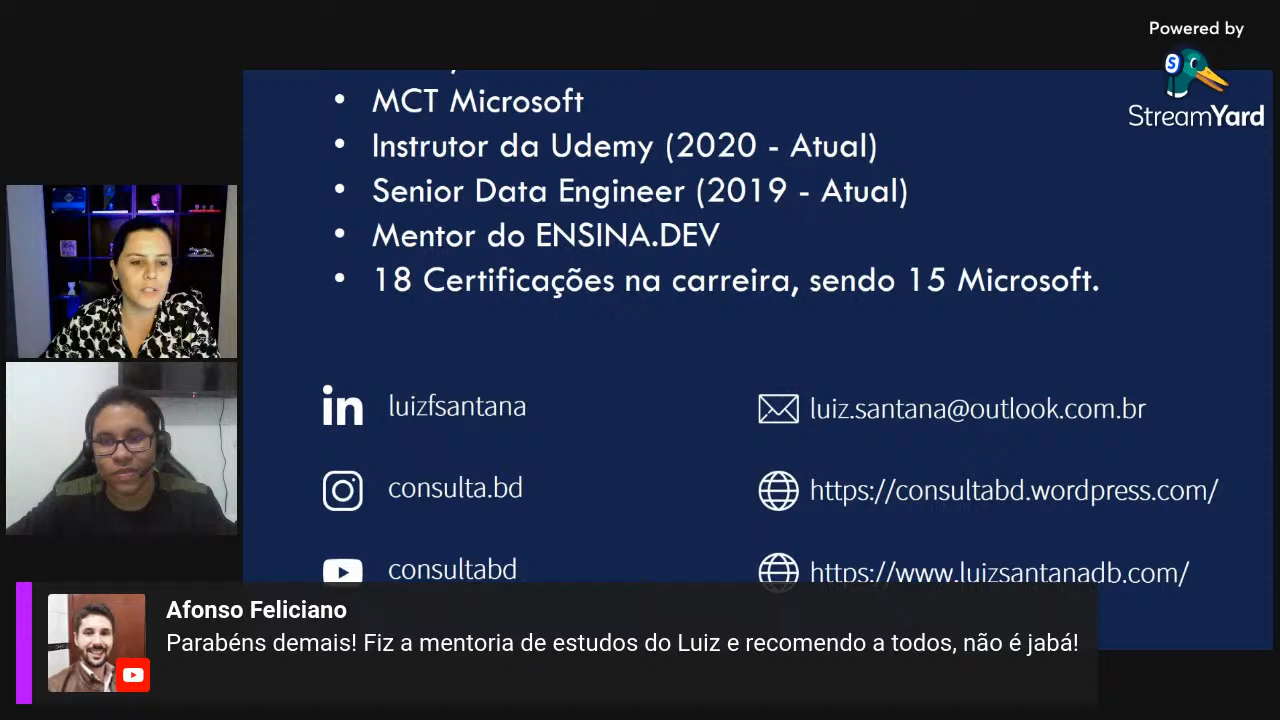 Powered by
StreamYard
MCT Microsoft
Instrutor da Udemy (2020 - Atual)
Senior Data Engineer (2019 - Atual)
Mentor do ENSINA.DEV
18 Certificações na carreira, sendo 15 Microsoft.
luizfsantana
luiz.santana@outlook.com.br
consulta.bd
https://consultabd.wordpress.com/
consultabd
https://www.luizsantanadb.com/
Afonso Feliciano
Parabéns demais! Fiz a mentoria de estudos do Luiz e recomendo a todos, não é jabá!